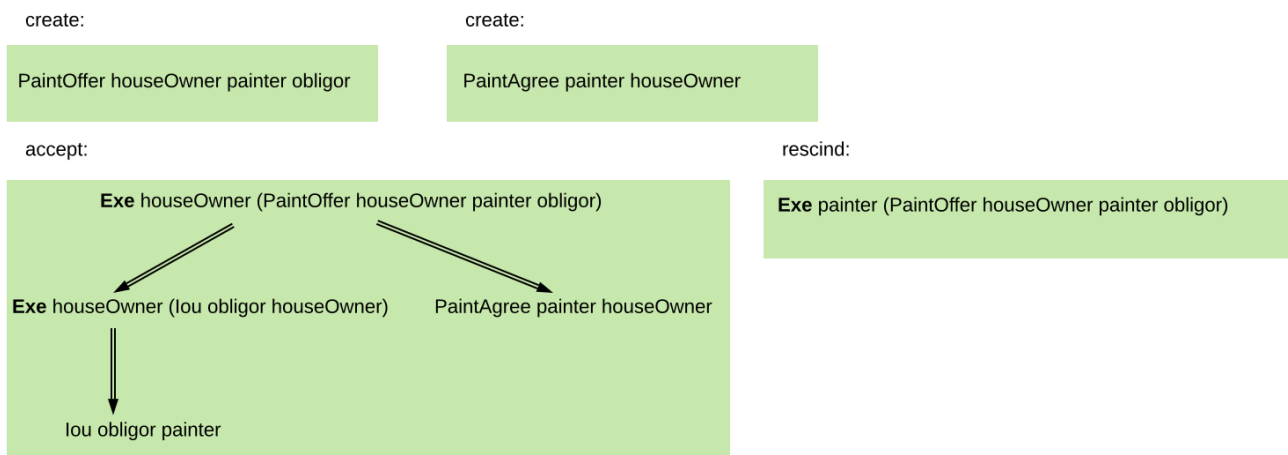 create:
create:
PaintOffer houseOwner painter obligor
PaintAgree painter houseOwner
accept:
rescind:
Exe houseOwner (PaintOffer houseOwner painter obligor)
Exe painter (PaintOffer houseOwner painter obligor)
Exe houseOwner (Iou obligor houseOwner)
PaintAgree painter houseOwner
Iou obligor painter